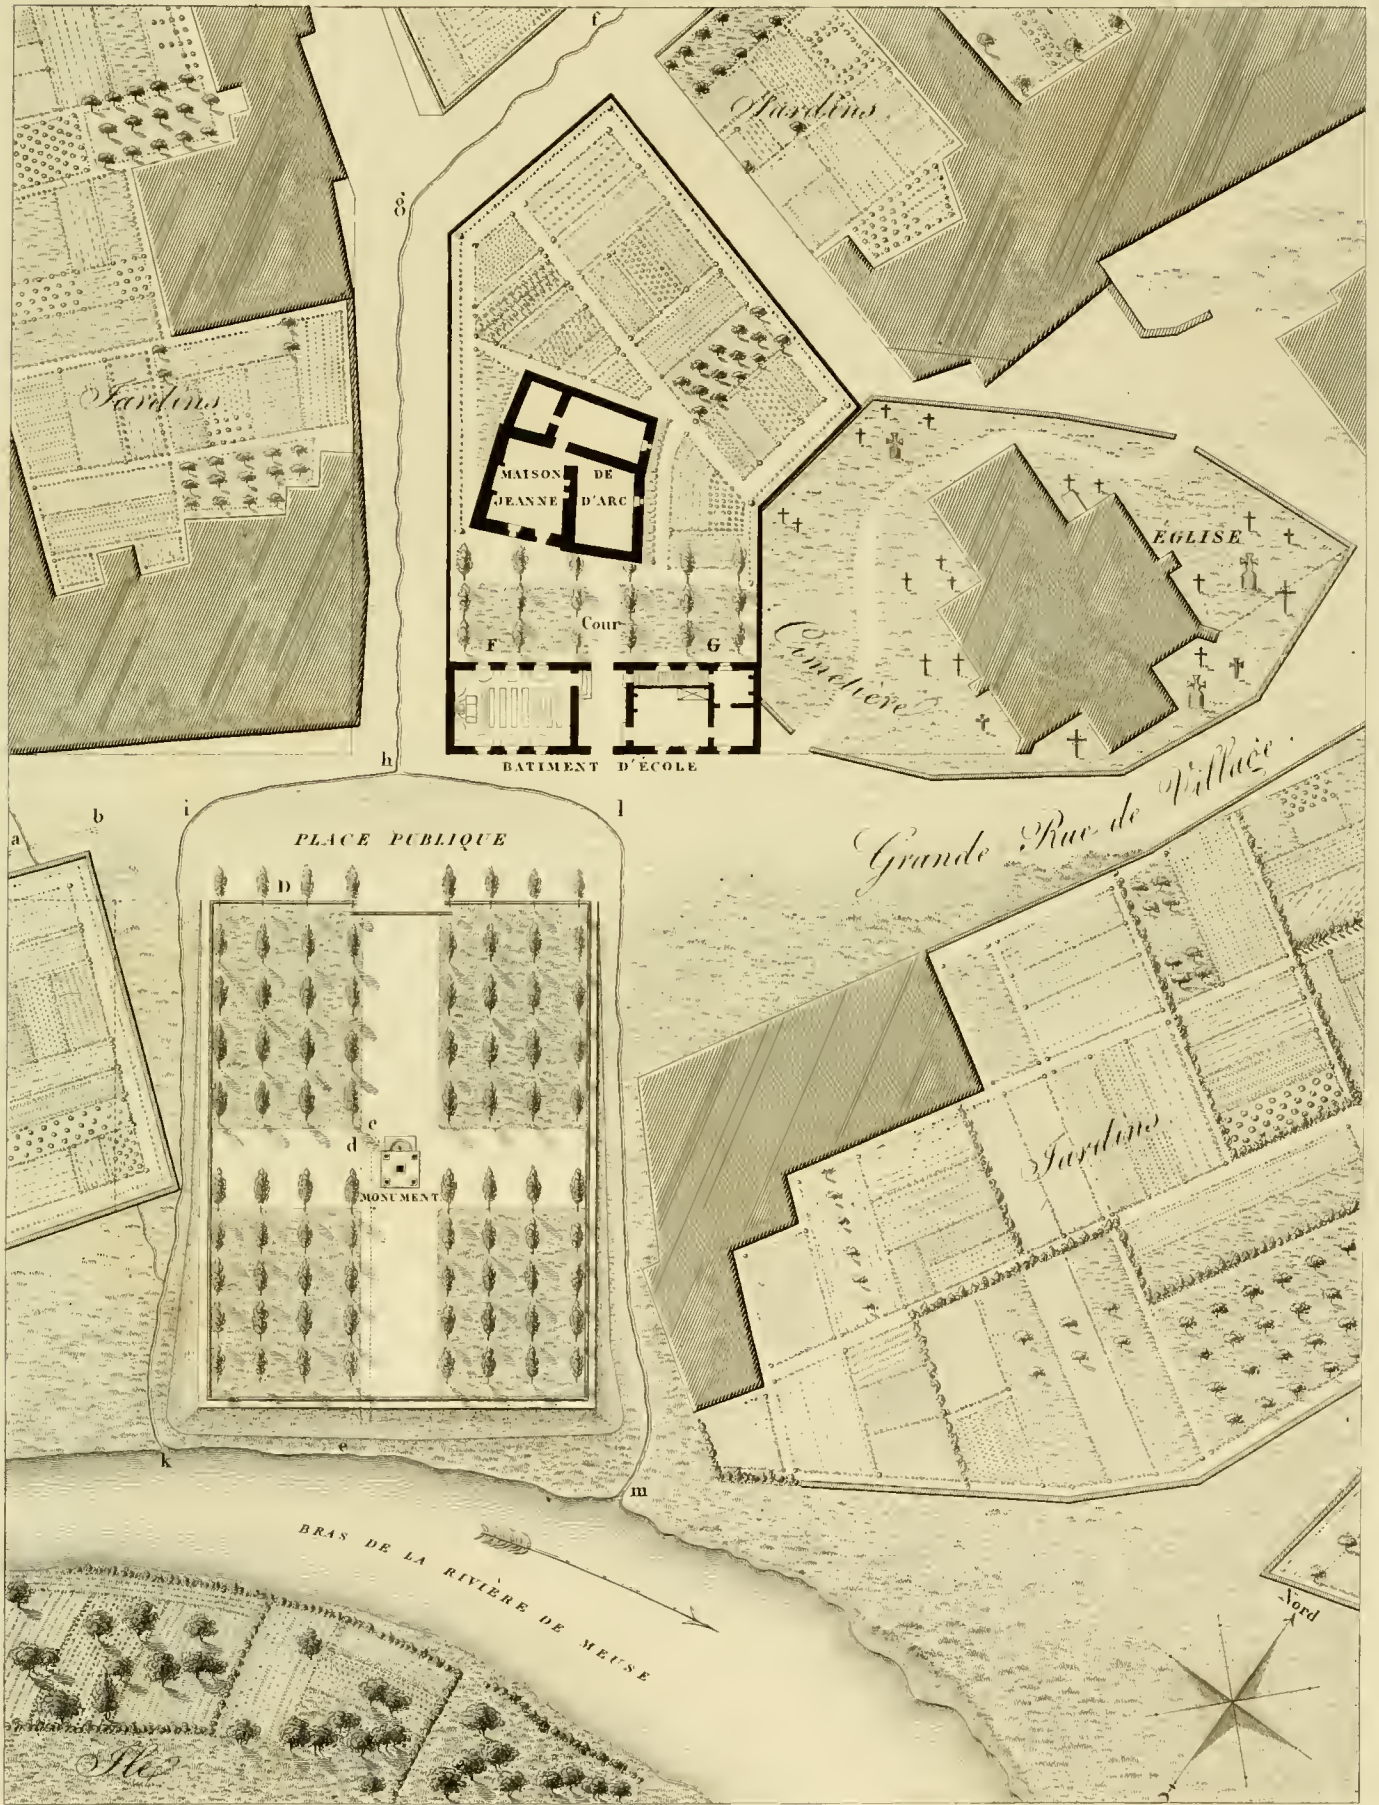 f
Jardins
g
Jardins
MAISON DE
JEANNE D'ARC
ÉGLISE
Cour
F G
Cimetière
BATIMENT D'ÉCOLE
h
i l
a b
PLACE PUBLIQUE
Grande Rue de Village.
D
c
d
MONUMENT
Jardins
e
k
m
BRAS DE LA RIVIÈRE DE MEUSE
Nord
Ile